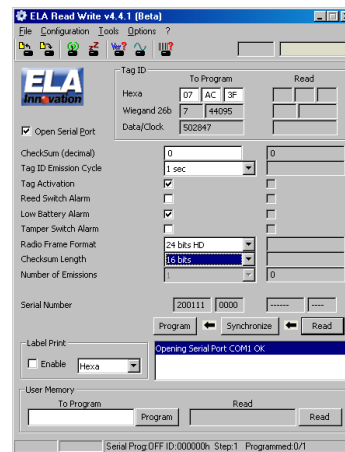 ELA Read Write v4.4.1 (Beta)
File Configuration Tools Options ?
Tag ID
To Program Read
ELA
Innovation
Hexa 07 AC 3F
Wiegand 26b 7 44095
Open Serial Port
Data/Clock 502847
CheckSum (decimal) 0 0
Tag ID Emission Cycle 1 sec
Tag Activation
Reed Switch Alarm
Low Battery Alarm
Tamper Switch Alarm
Radio Frame Format 24 bits HD
Checksum Length 16 bits
Number of Emissions 1 0
Serial Number 200111 0000 ------ ----
Program Synchronize Read
Label Print
Enable Hexa
Opening Serial Port COM1 OK
User Memory
To Program Read
Program Read
Serial Prog:OFF ID:000000h Step:1 Programmed:0/1